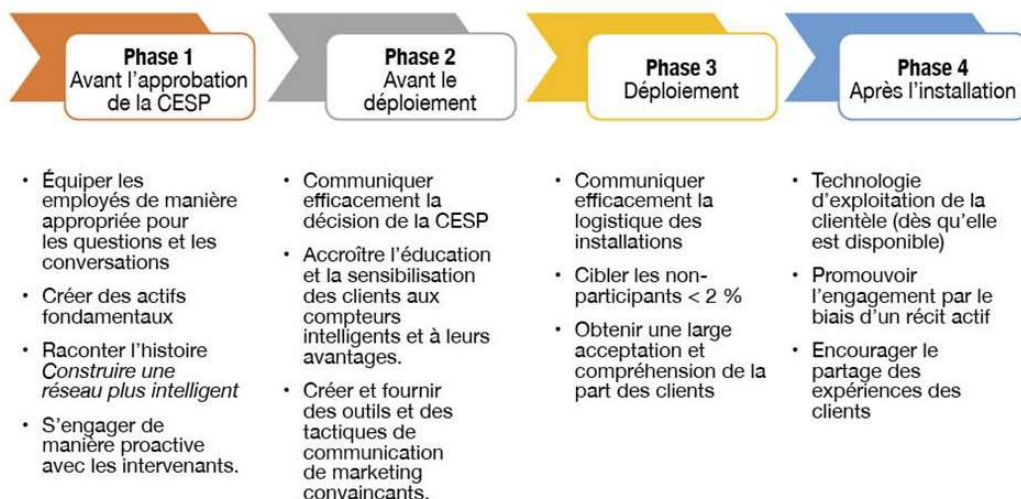 Phase 1
Avant l'approbation
de la CESP
Phase 2
Avant le
déploiement
Phase 3
Déploiement
Phase 4
Après l'installation
• Équiper les
employés de manière
appropriée pour
les questions et les
conversations
• Créer des actifs
fondamentaux
• Raconter l'histoire
Construire une
réseau plus intelligent
• S'engager de
manière proactive
avec les intervenants.
• Communiquer
efficacement la
décision de la CESP
• Accroître l'éducation
et la sensibilisation
des clients aux
compteurs
intelligents et à leurs
avantages.
• Créer et fournir
des outils et des
tactiques de
communication
de marketing
convaincants.
• Communiquer
efficacement la
logistique des
installations
• Cibler les non-
participants < 2 %
• Obtenir une large
acceptation et
compréhension de la
part des clients
• Technologie
d'exploitation de la
clientèle (dès qu'elle
est disponible)
• Promouvoir
l'engagement par le
biais d'un récit actif
• Encourager le
partage des
expériences des
clients